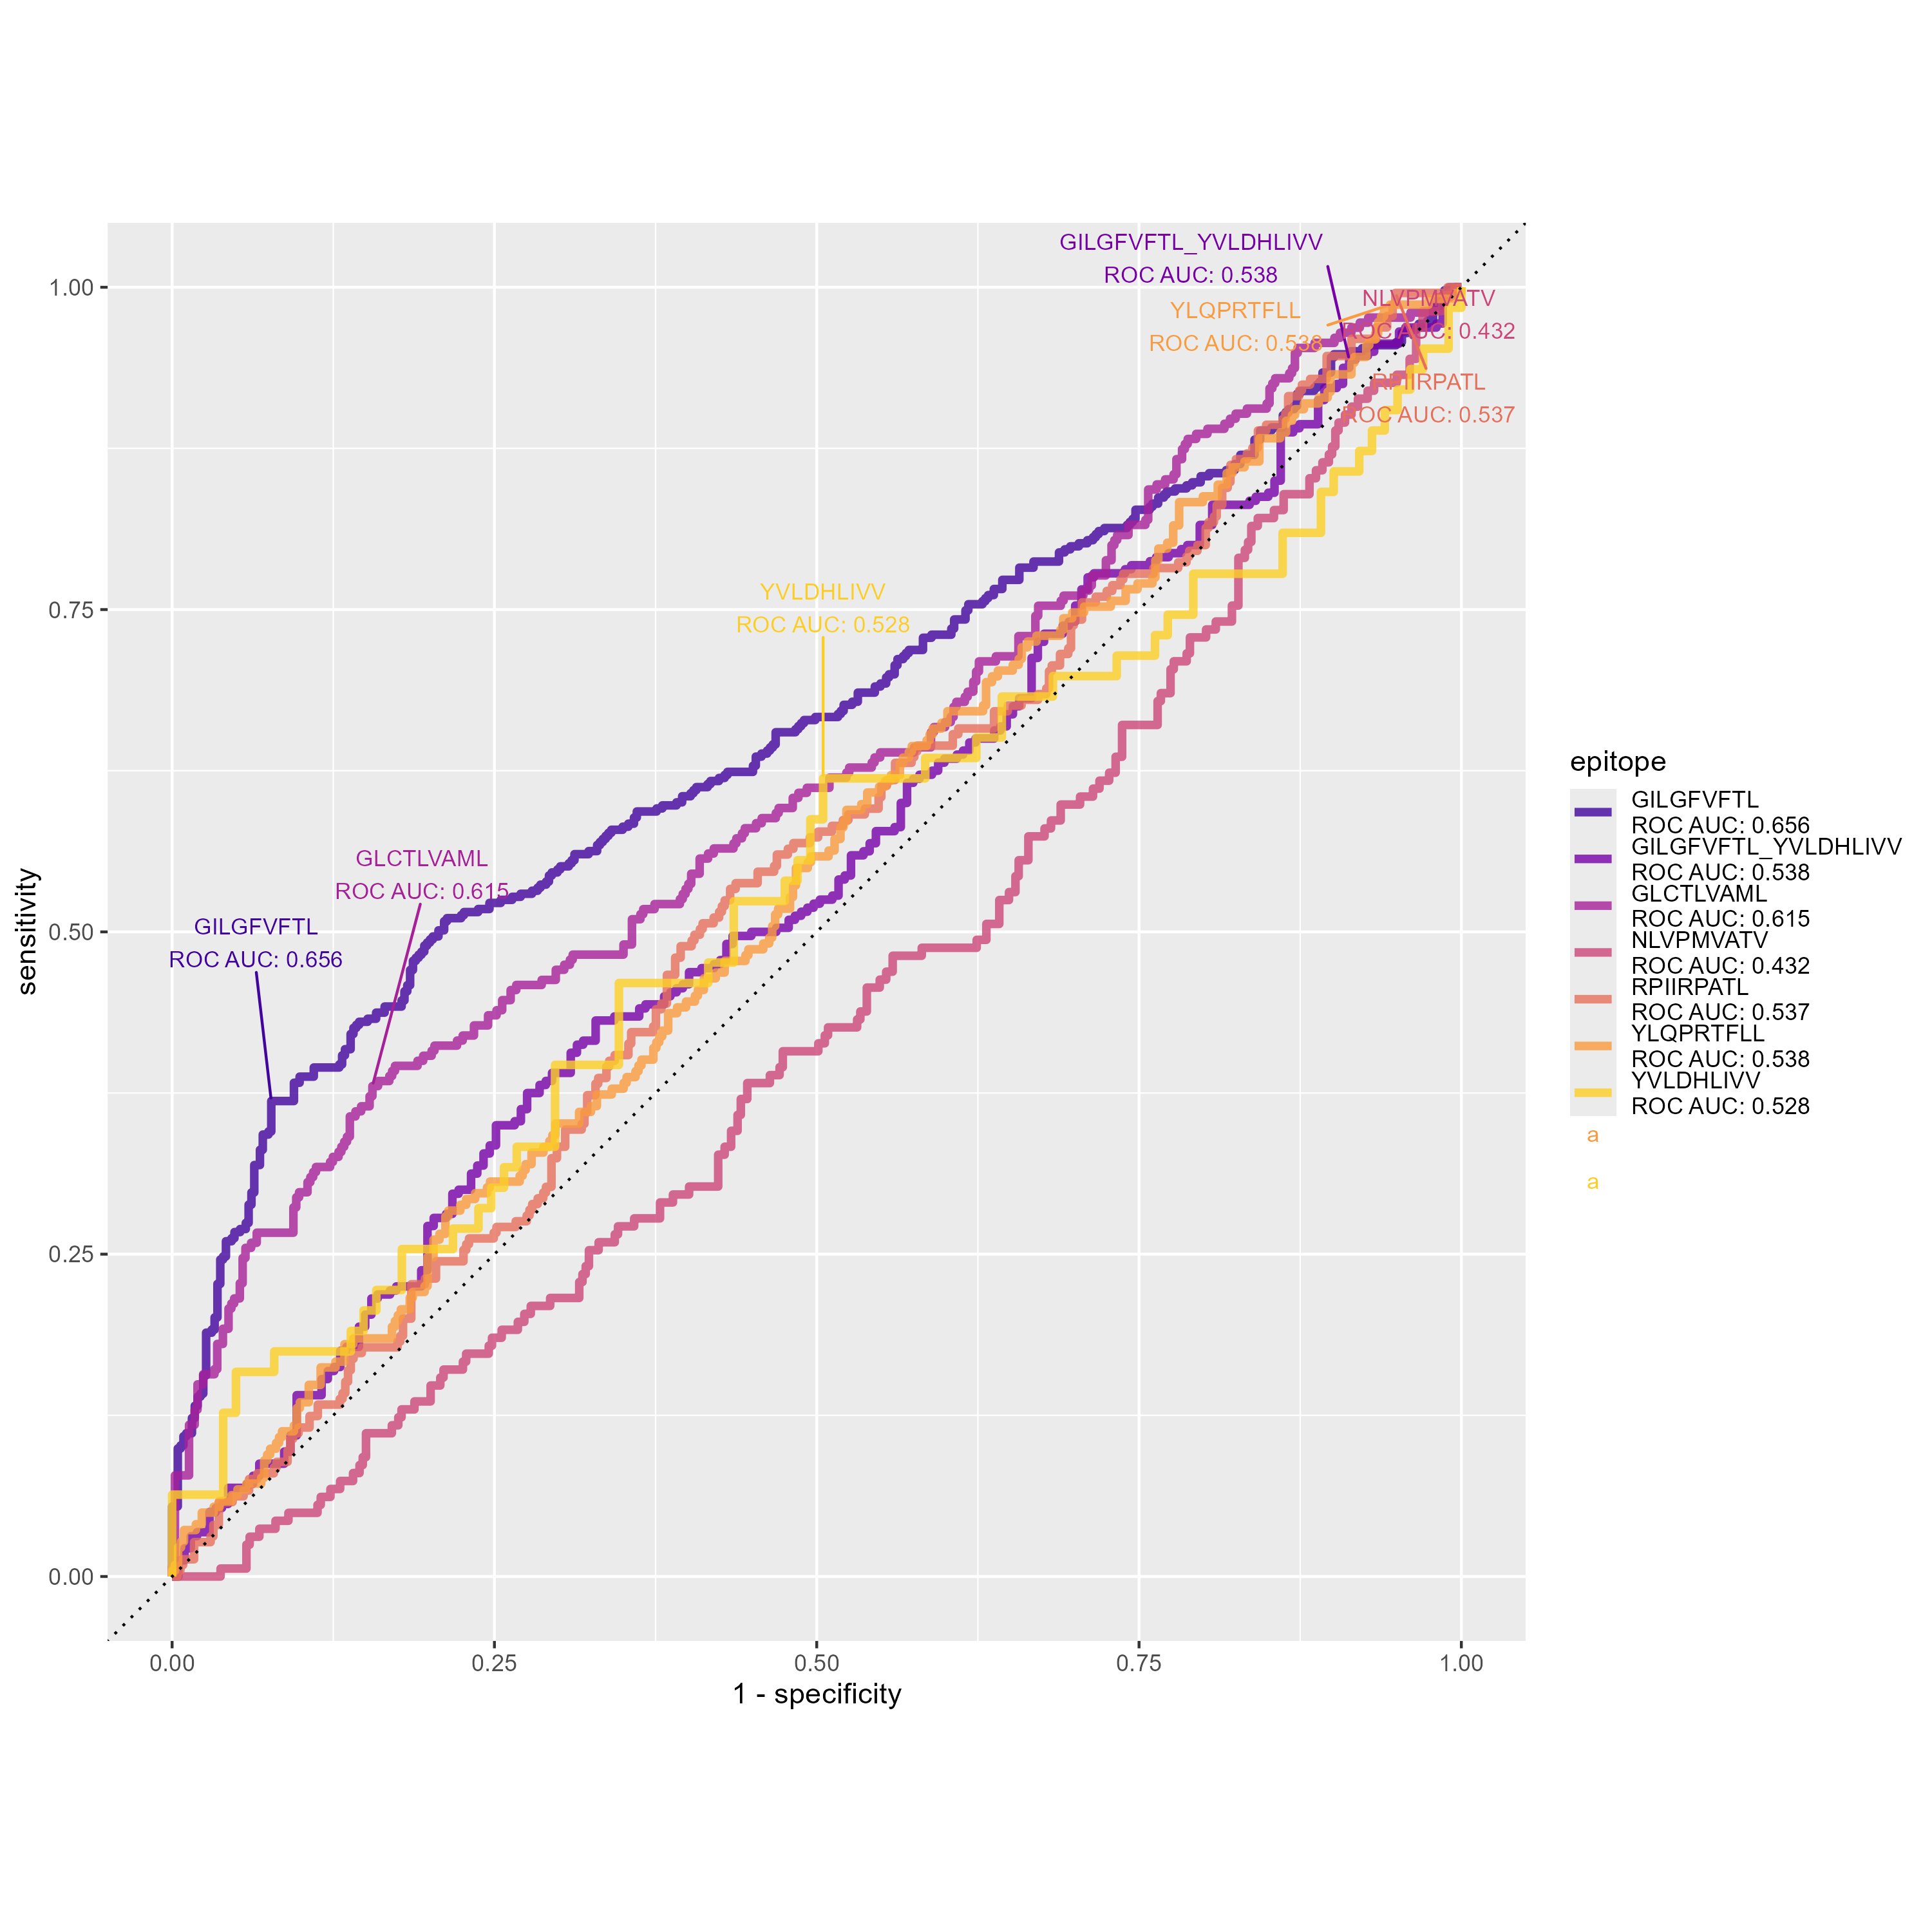 GILGFVFTL_YVLDHLIVV
ROC AUC: 0.538
YLQPRTFLL
ROC AUC: 0.538
NLVPMVATV
ROC AUC: 0.432
RPIIRPATL
ROC AUC: 0.537
YVLDHLIVV
ROC AUC: 0.528
GLCTLVAML
ROC AUC: 0.615
GILGFVFTL
ROC AUC: 0.656
1.00
0.75
0.50
0.25
0.00
sensitivity
0.00
0.25
0.50
0.75
1.00
1 - specificity
epitope
GILGFVFTL
ROC AUC: 0.656
GILGFVFTL_YVLDHLIVV
ROC AUC: 0.538
GLCTLVAML
ROC AUC: 0.615
NLVPMVATV
ROC AUC: 0.432
RPIIRPATL
ROC AUC: 0.537
YLQPRTFLL
ROC AUC: 0.538
YVLDHLIVV
ROC AUC: 0.528
a
a